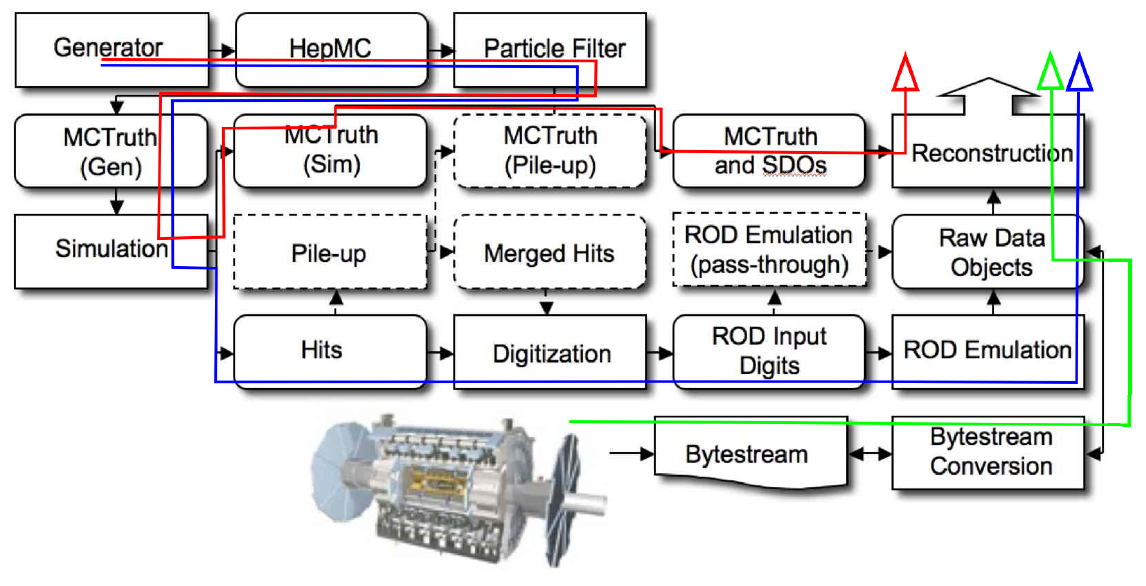 Generator
HepMC
Particle Filter
MCTruth
(Gen)
MCTruth
(Sim)
MCTruth
(Pile-up)
MCTruth
and SDOs
Reconstruction
Simulation
Pile-up
Merged Hits
ROD Emulation
(pass-through)
Raw Data
Objects
Hits
Digitization
ROD Input
Digits
ROD Emulation
Bytestream
Bytestream
Conversion